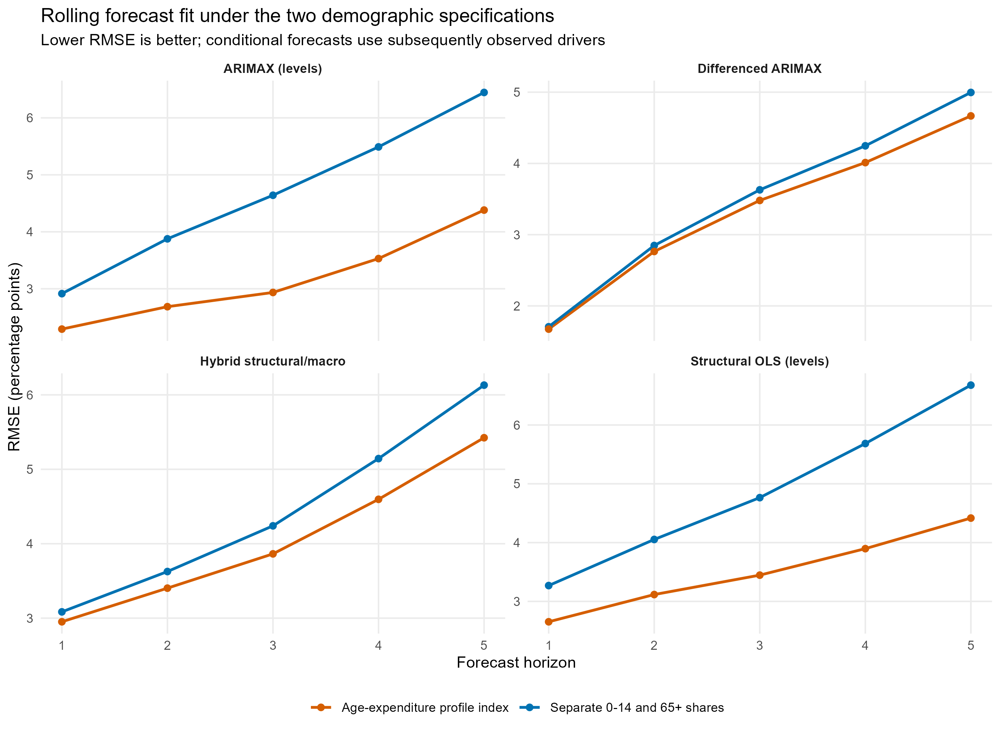 Rolling forecast fit under the two demographic specifications
Lower RMSE is better; conditional forecasts use subsequently observed drivers
ARIMAX (levels)
Differenced ARIMAX
6
5
4
3
5
4
3
2
RMSE (percentage points)
Hybrid structural/macro
Structural OLS (levels)
6
5
4
3
6
5
4
3
1 2 3 4 5
1 2 3 4 5
Forecast horizon
Age-expenditure profile index
Separate 0-14 and 65+ shares